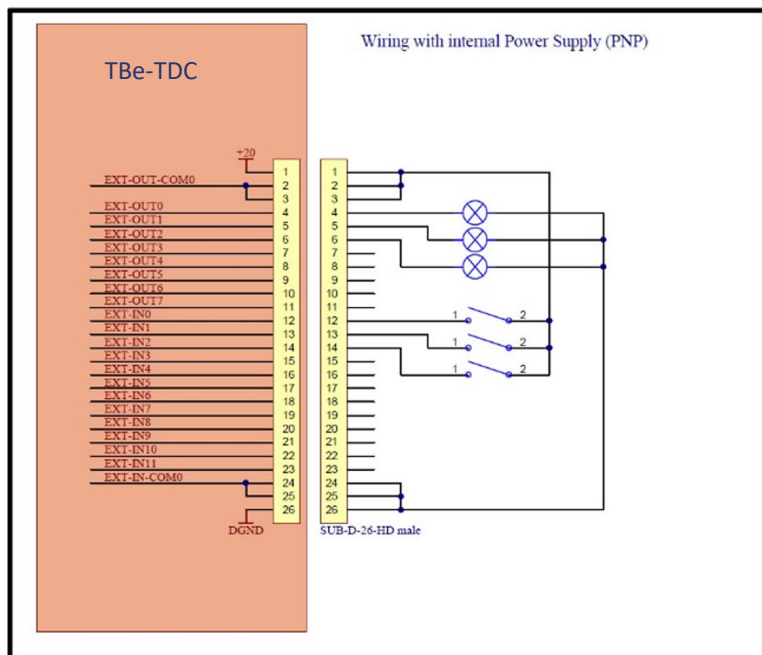 Wiring with internal Power Supply (PNP)
TBe-TDC
+20
EXT-OUT-COM0
EXT-OUT0
EXT-OUT1
EXT-OUT2
EXT-OUT3
EXT-OUT4
EXT-OUT5
EXT-OUT6
EXT-OUT7
EXT-IN0
EXT-IN1
EXT-IN2
EXT-IN3
EXT-IN4
EXT-IN5
EXT-IN6
EXT-IN7
EXT-IN8
EXT-IN9
EXT-IN10
EXT-IN11
EXT-IN-COM0
DGND
1
2
3
4
5
6
7
8
9
10
11
12
13
14
15
16
17
18
19
20
21
22
23
24
25
26
1
2
3
4
5
6
7
8
9
10
11
12
13
14
15
16
17
18
19
20
21
22
23
24
25
26
SUB-D-26-HD male
1 2
1 2
1 2